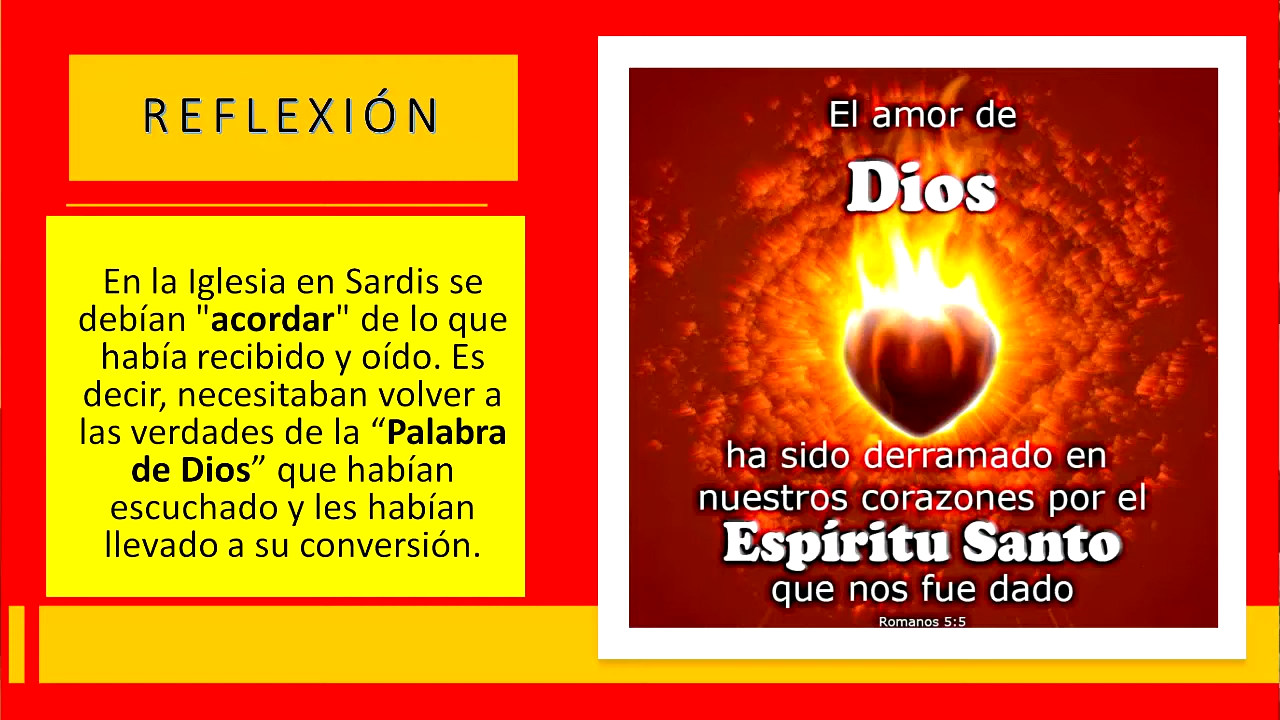 REFLEXIÓN
En la Iglesia en Sardis se
debían "acordar" de lo que
había recibido y oído. Es
decir, necesitaban volver a
las verdades de la “Palabra
de Dios” que habían
escuchado y les habían
llevado a su conversión.
El amor de
Dios
ha sido derramado en
nuestros corazones por el
Espíritu Santo
que nos fue dado
Romanos 5:5